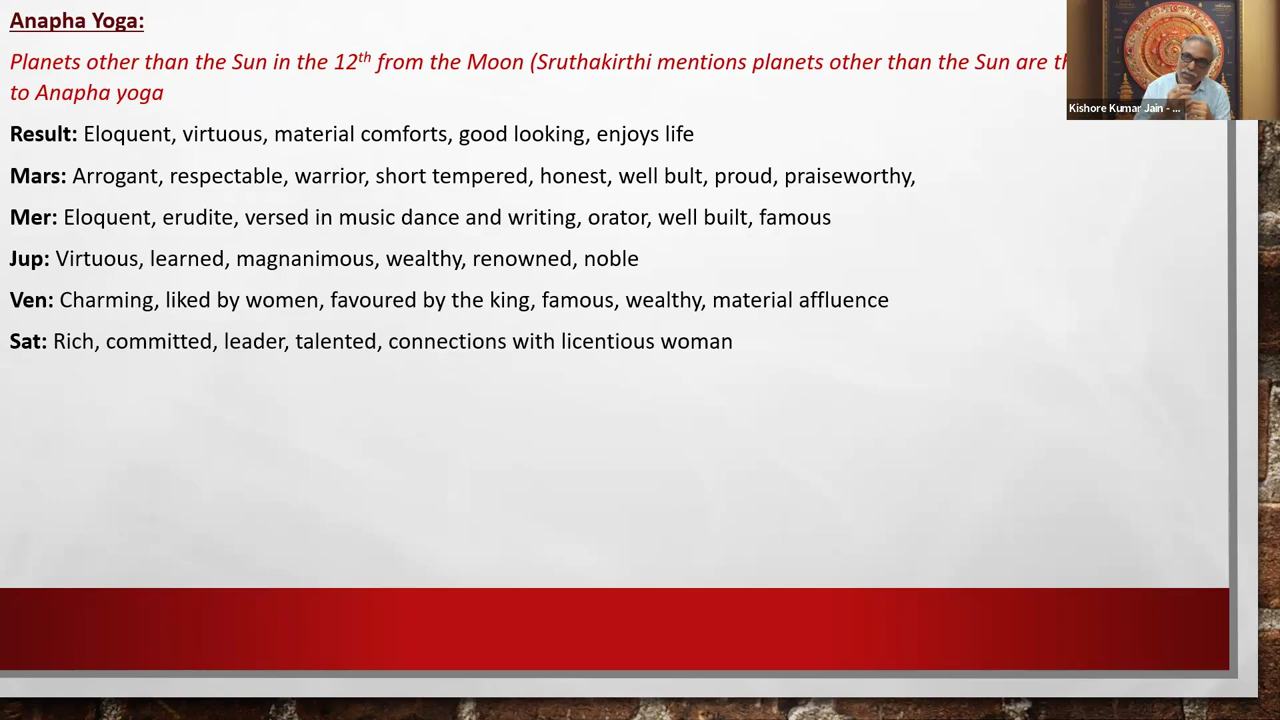 Anapha Yoga:
Planets other than the Sun in the 12th from the Moon (Sruthakirthi mentions planets other than the Sun are
to Anapha yoga
Result: Eloquent, virtuous, material comforts, good looking, enjoys life
Mars: Arrogant, respectable, warrior, short tempered, honest, well bult, proud, praiseworthy,
Mer: Eloquent, erudite, versed in music dance and writing, orator, well built, famous
Jup: Virtuous, learned, magnanimous, wealthy, renowned, noble
Ven: Charming, liked by women, favoured by the king, famous, wealthy, material affluence
Sat: Rich, committed, leader, talented, connections with licentious woman
Kishore Kumar Jain - ...